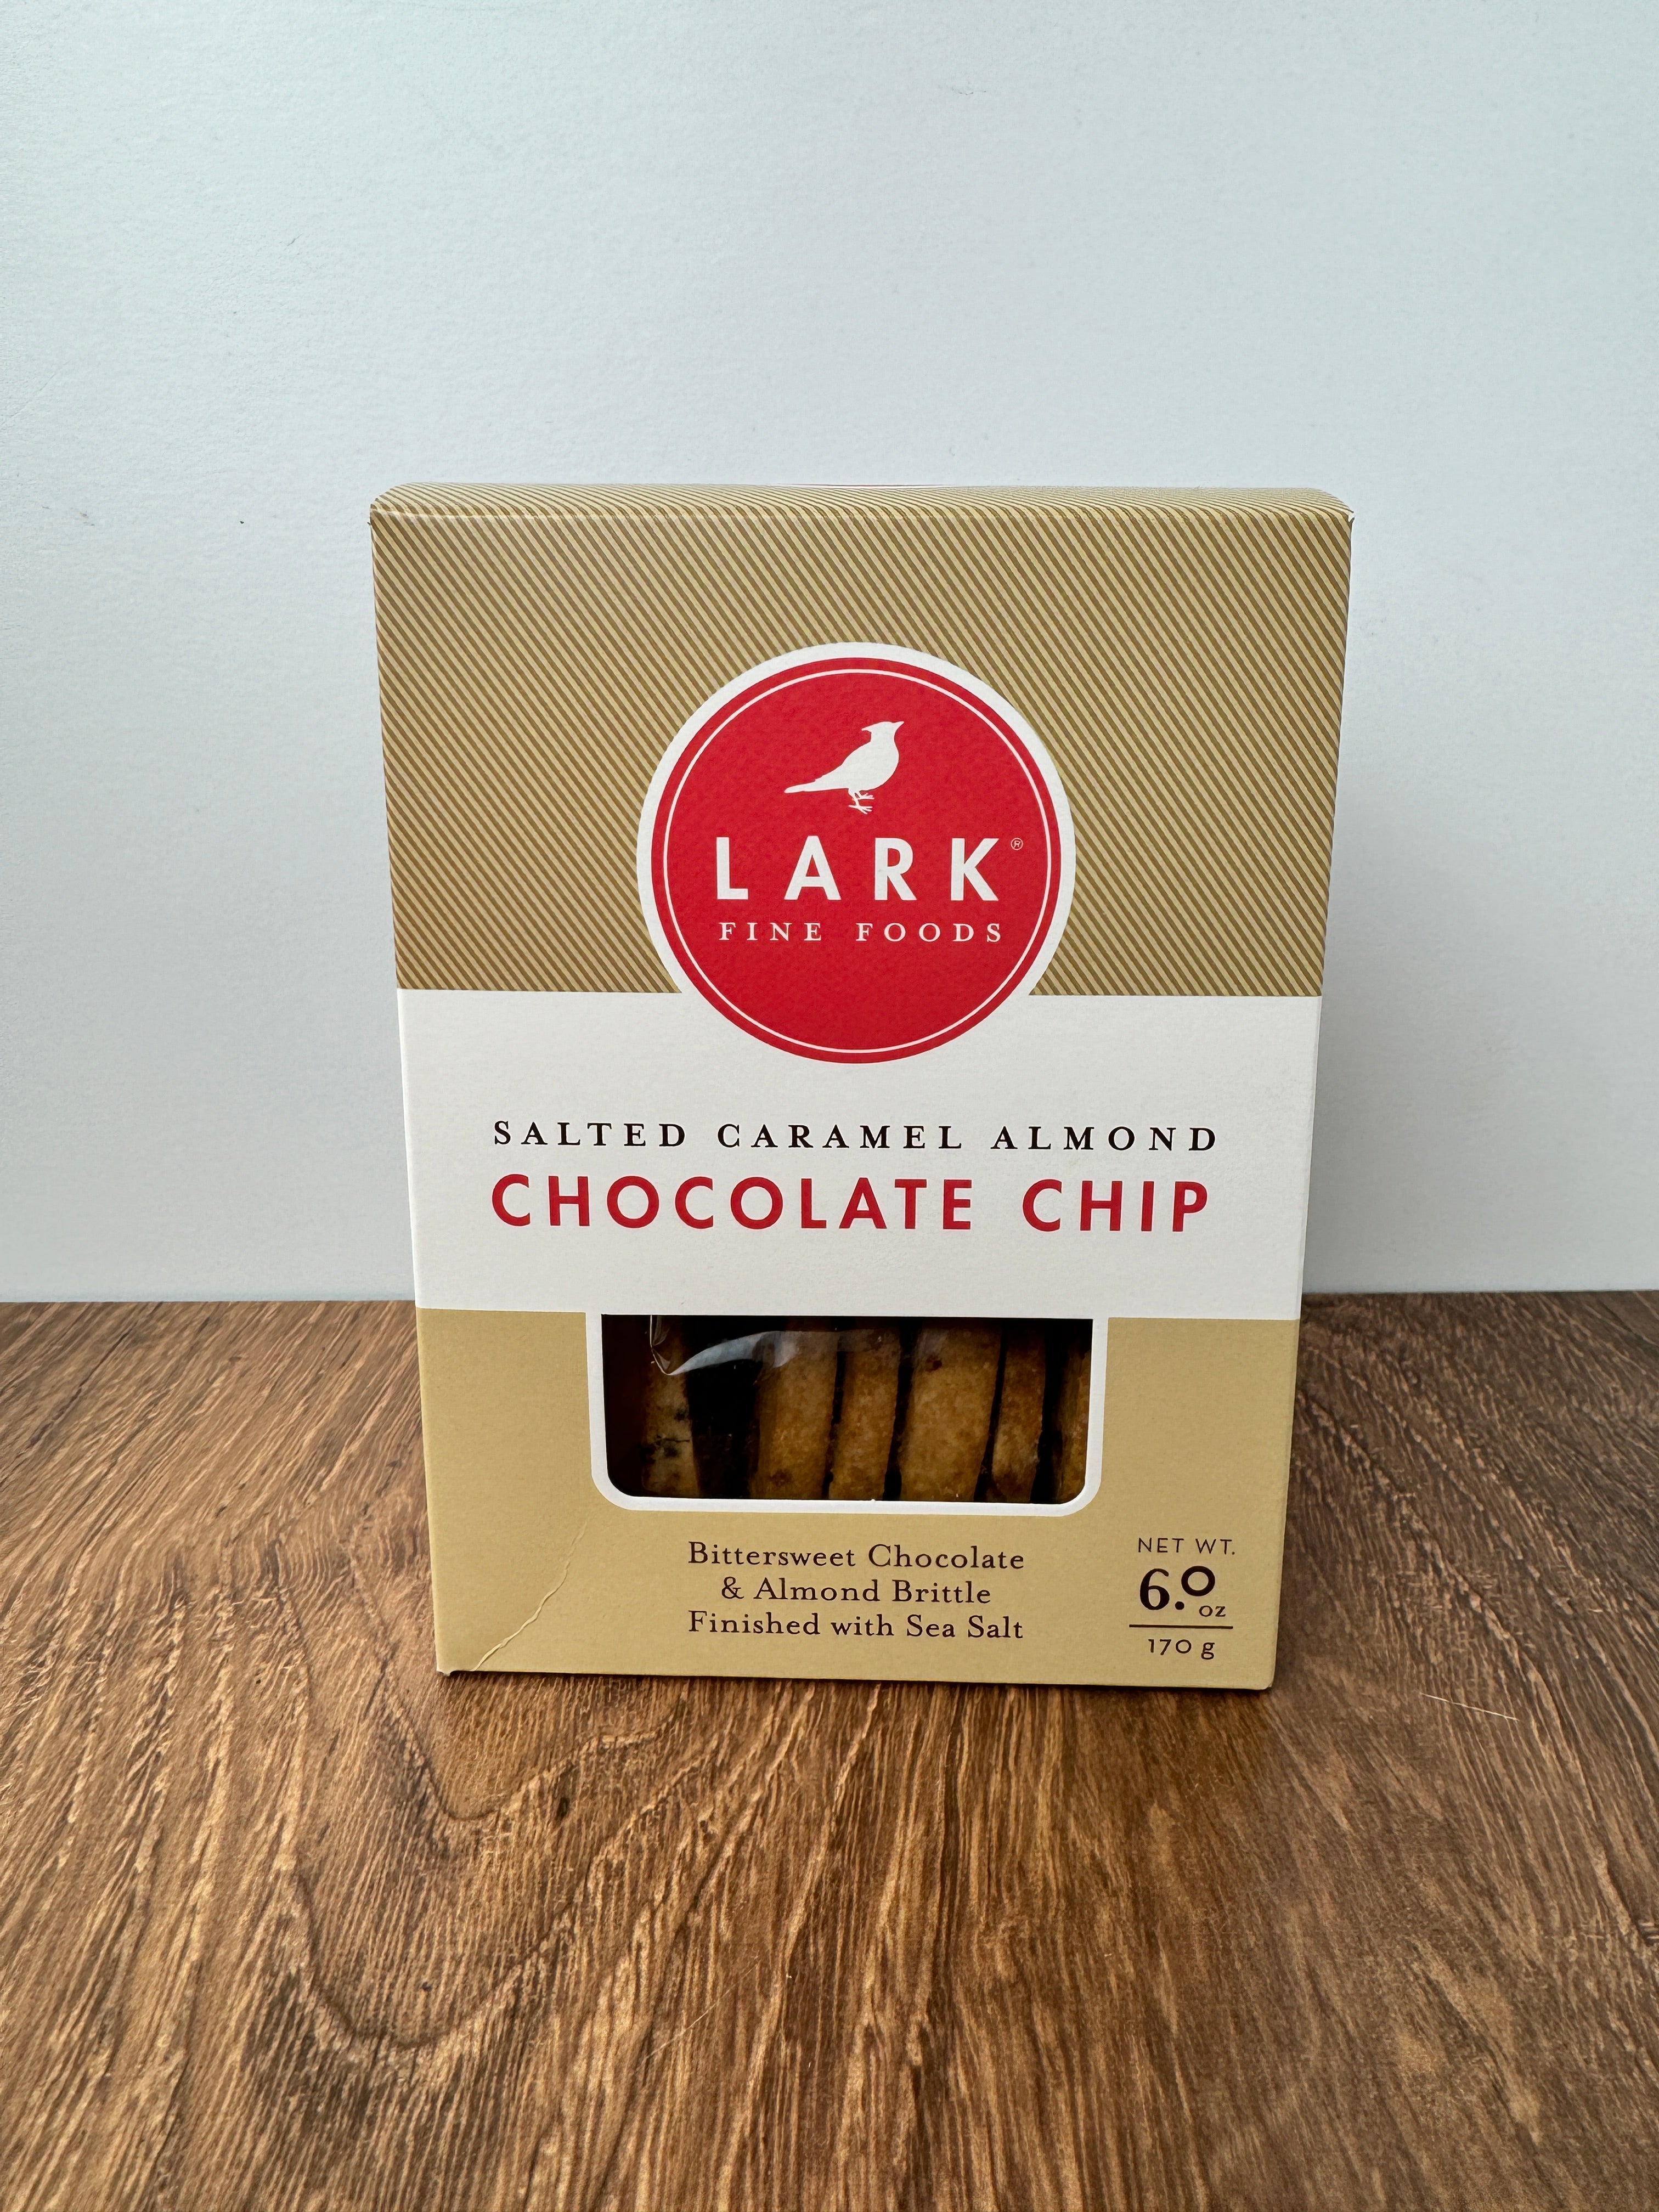 LARK®
FINE FOODS
SALTED CARAMEL ALMOND
CHOCOLATE CHIP
Bittersweet Chocolate
& Almond Brittle
Finished with Sea Salt
NET WT.
6.0 oz
170 g